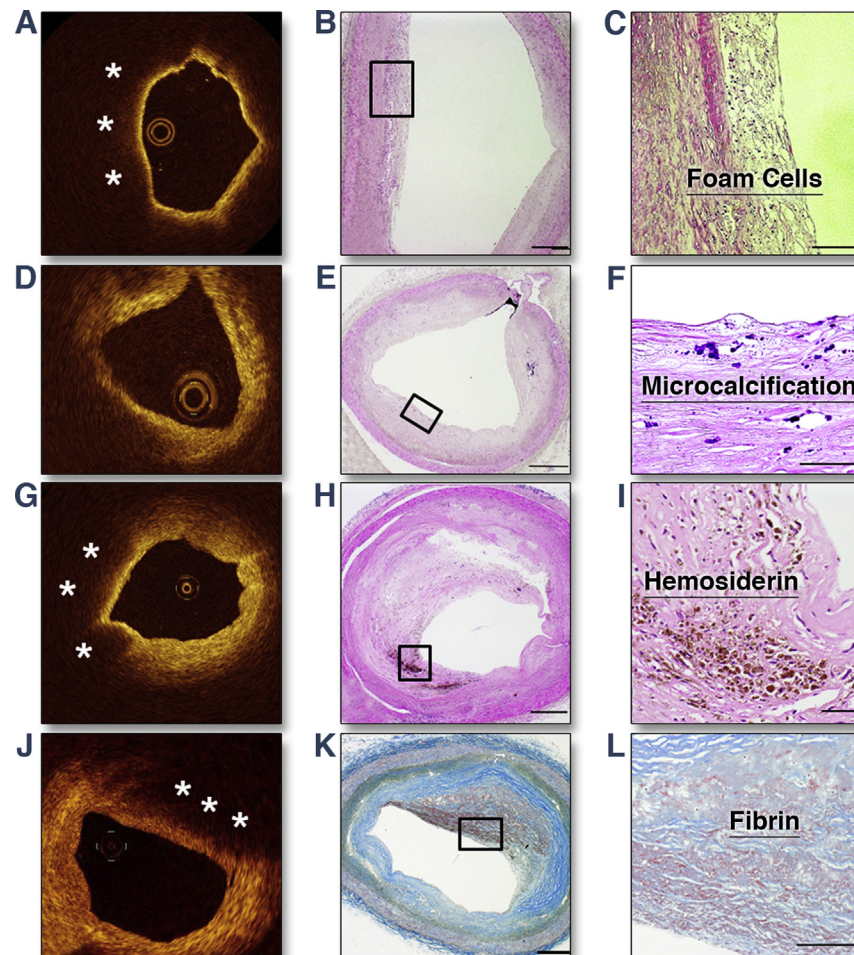 A
B
C
* * *
Foam Cells
D
E
F
Microcalcification
G
H
I
* * *
Hemosiderin
J
K
L
* * *
Fibrin